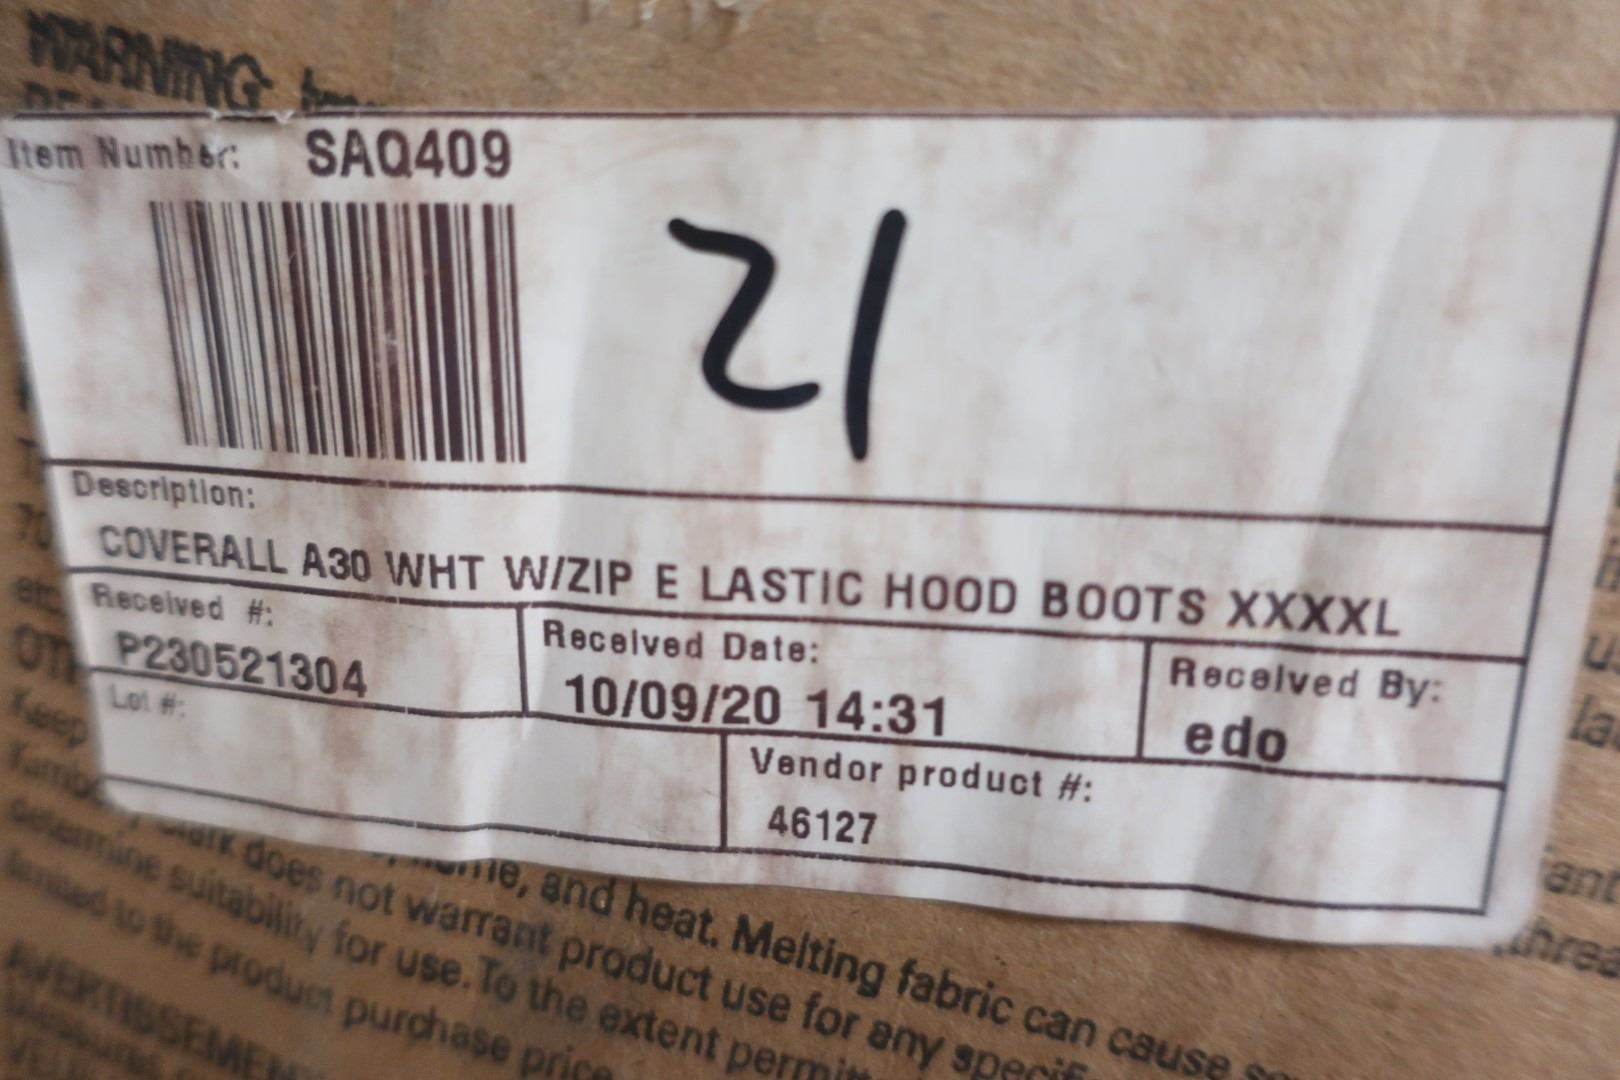 WARNING
Item Number: SAQ409
21
Description:
COVERALL A30 WHT W/ZIP E LASTIC HOOD BOOTS XXXXL
Received #:
P230521304
Received Date:
10/09/20 14:31
Received By:
edo
Lot #:
Vendor product #:
46127
and heat. Melting fabric can cause
does not warrant product use for any
determine suitability for use. To the extent
limited to the product purchase price
AVERTISSEMENT